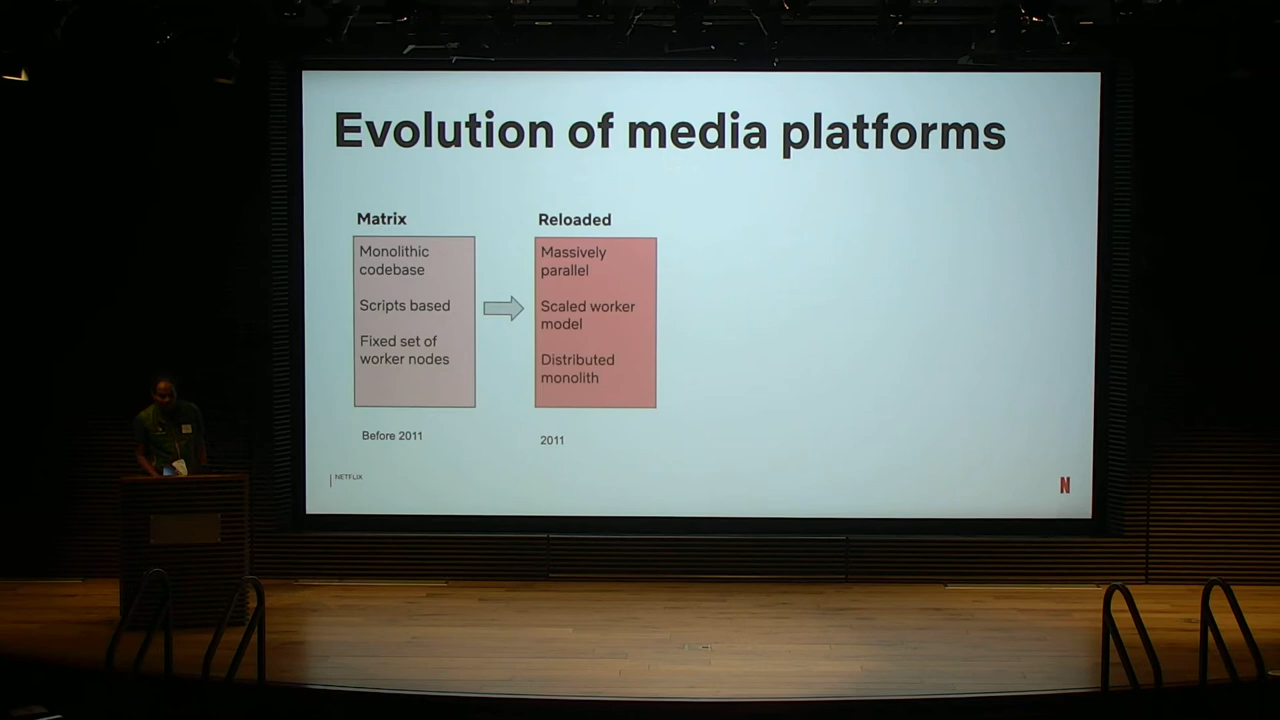 Evolution of media platforms
Matrix
Monolithic
codebase
Scripts based
Fixed set of
worker nodes
Before 2011
Reloaded
Massively
parallel
Scaled worker
model
Distributed
monolith
2011
NETFLIX
N